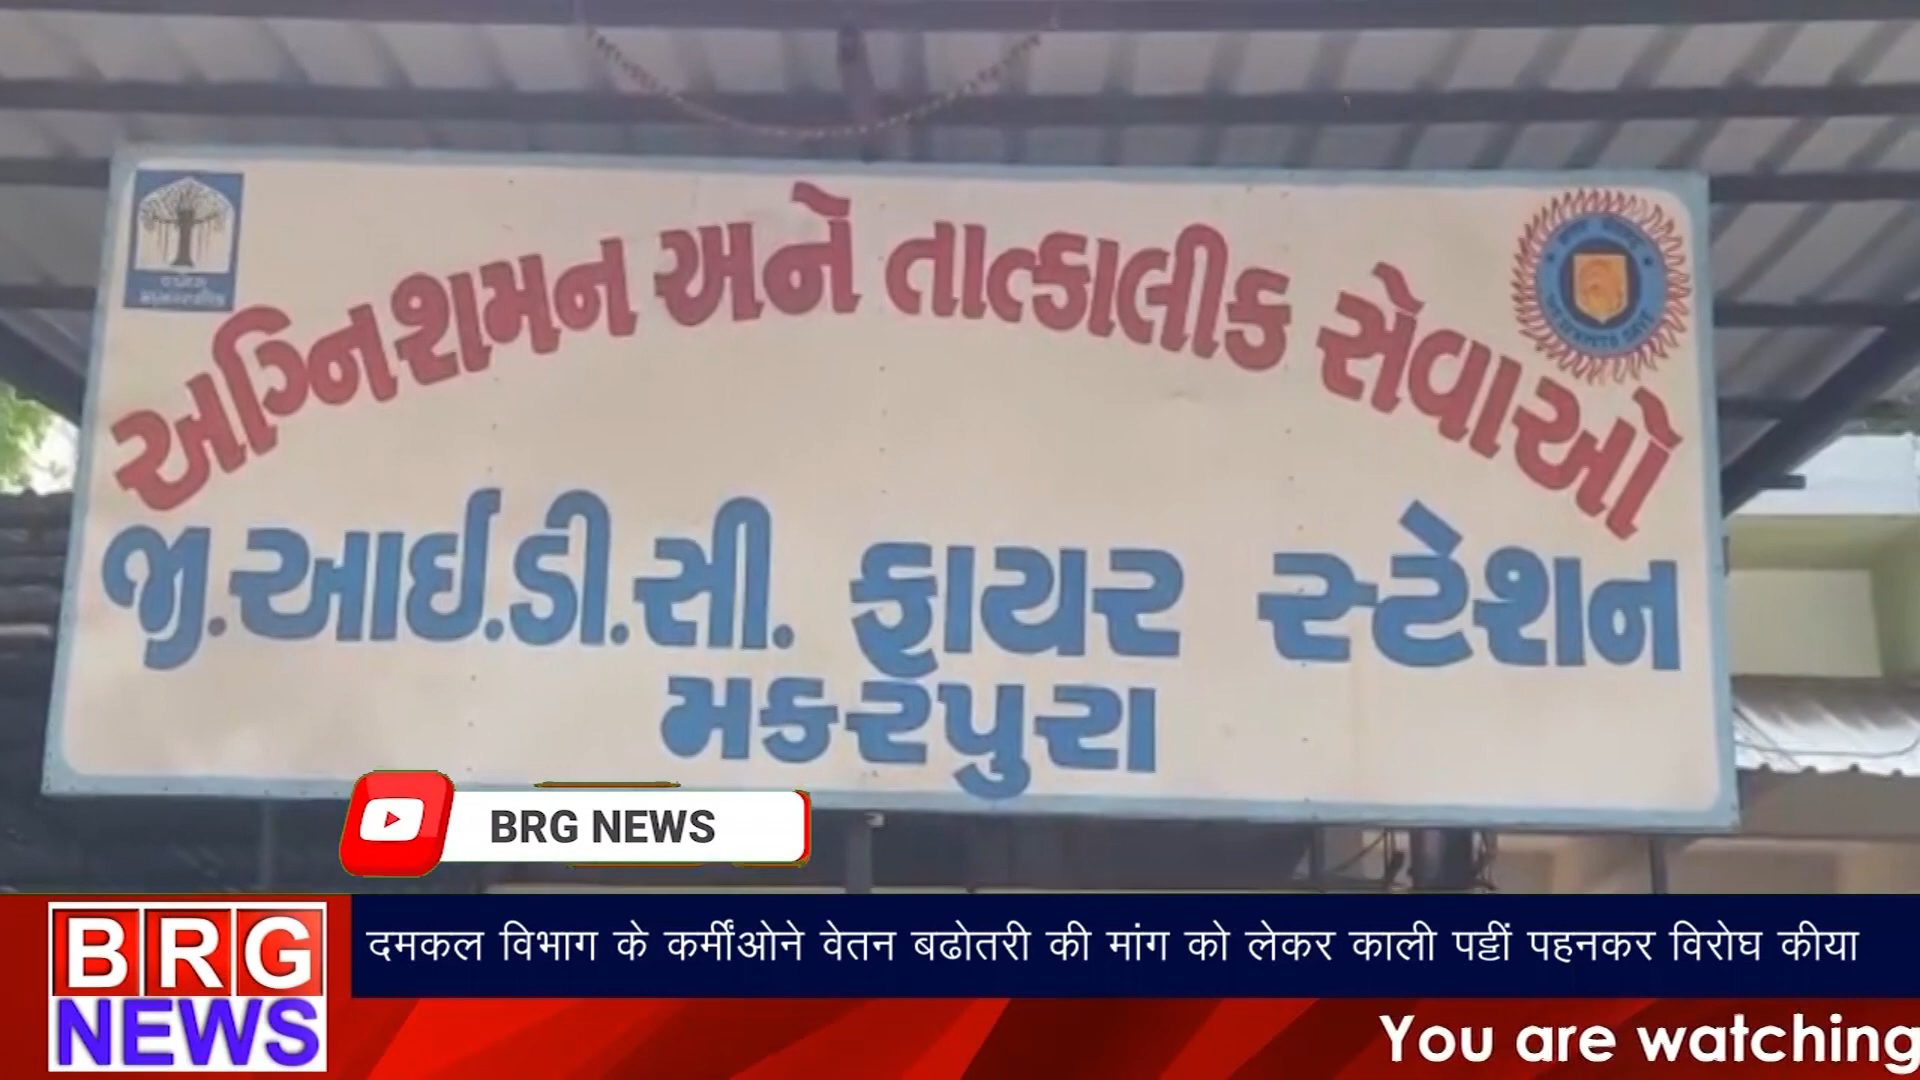 અગ્નિશમન અને તાત્કાલીક સેવાઓ
જી.આઈ.ડી.સી. ફાયર સ્ટેશન
મકરપુરા
BRG NEWS
BRG
NEWS
दमकल विभाग के कर्मींओने वेतन बढोतरी की मांग को लेकर काली पट्टीं पहनकर विरोघ कीया
You are watching